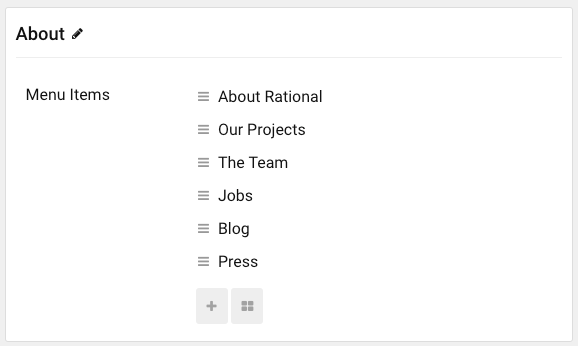 About
Menu Items
About Rational
Our Projects
The Team
Jobs
Blog
Press